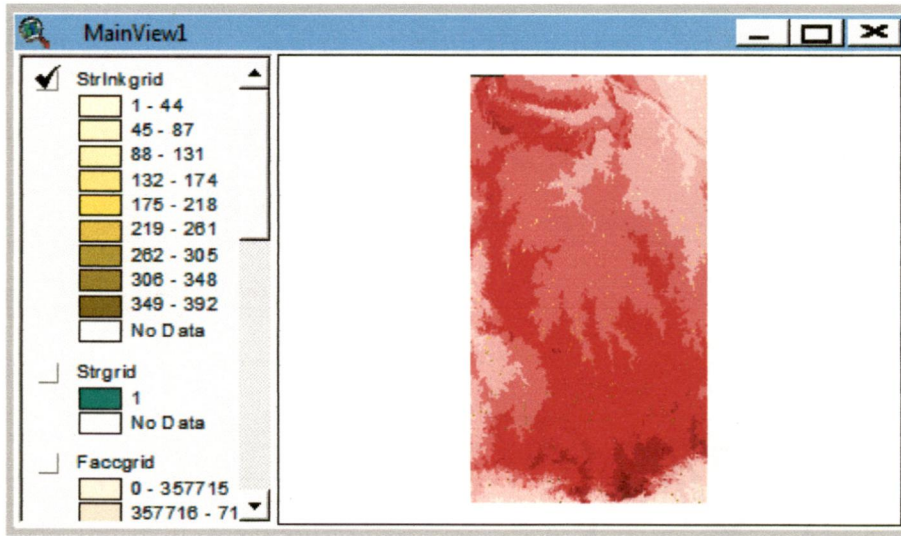 MainView1
StrInkgrid
1 - 44
45 - 87
88 - 131
132 - 174
175 - 218
219 - 261
262 - 305
306 - 348
349 - 392
No Data
Strgrid
1
No Data
Faccgrid
0 - 357715
357716 - 71